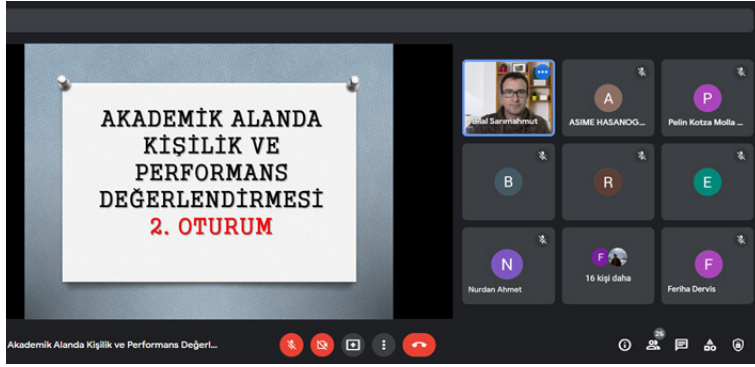 AKADEMİK ALANDA
KİŞİLİK VE
PERFORMANS
DEĞERLENDİRMESİ
2. OTURUM
Sarımahmut
A
ASIME HASANOG...
P
Pelin Kotza Molla ...
B
R
E
N
Nurdan Ahmet
F
16 kişi daha
F
Feriha Dervis
Akademik Alanda Kişilik ve Performans Değerl...
25